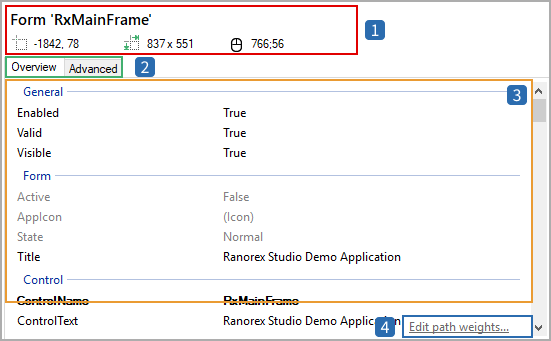 Form 'RxMainFrame'
1
-1842, 78 837 x 551 766;56
Overview Advanced 2
General 3
Enabled True
Valid True
Visible True
Form
Active False
AppIcon (Icon)
State Normal
Title Ranorex Studio Demo Application
Control
ControlName RxMainFrame
ControlText Ranorex Studio Demo Application
4 Edit path weights...